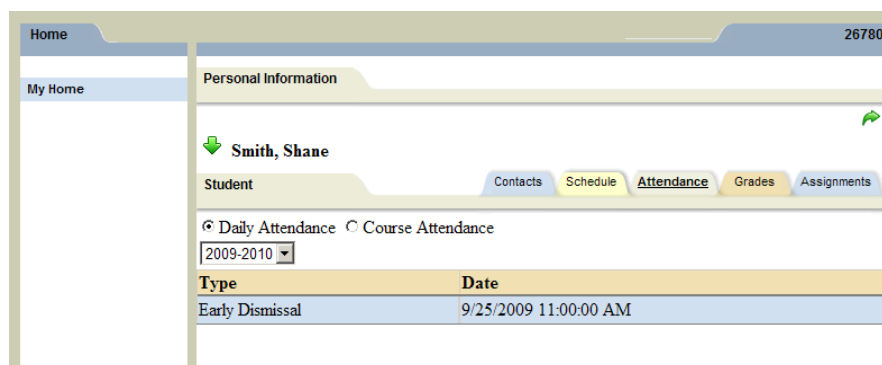 Home 26780
My Home
Personal Information
Smith, Shane
Student Contacts Schedule Attendance Grades Assignments
Daily Attendance Course Attendance
2009-2010
Type Date
Early Dismissal 9/25/2009 11:00:00 AM